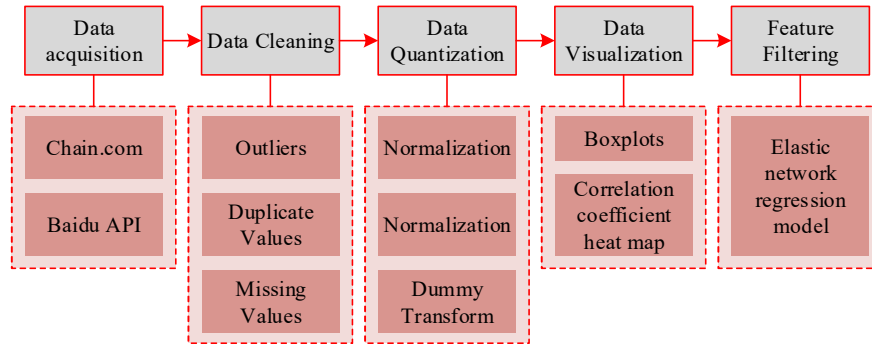 Data
acquisition
Data Cleaning
Data
Quantization
Data
Visualization
Feature
Filtering
Chain.com
Baidu API
Outliers
Duplicate
Values
Missing
Values
Normalization
Normalization
Dummy
Transform
Boxplots
Correlation
coefficient
heat map
Elastic
network
regression
model